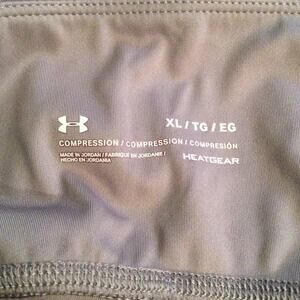 XL / TG / EG
COMPRESSION / COMPRESSION / COMPRESIÓN
MADE IN JORDAN / FABRIQUÉ EN JORDANIE /
HECHO EN JORDANIA
HEATGEAR